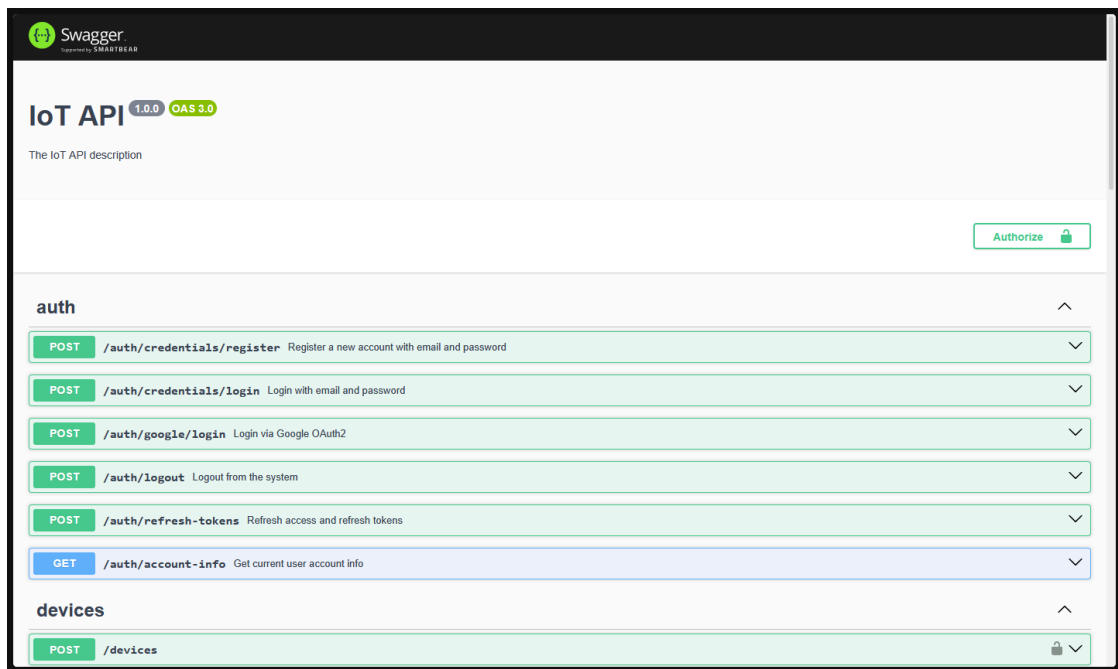 Swagger.
Supported by SMARTBEAR
IoT API 1.0.0 OAS 3.0
The IoT API description
Authorize
auth
POST /auth/credentials/register Register a new account with email and password
POST /auth/credentials/login Login with email and password
POST /auth/google/login Login via Google OAuth2
POST /auth/logout Logout from the system
POST /auth/refresh-tokens Refresh access and refresh tokens
GET /auth/account-info Get current user account info
devices
POST /devices